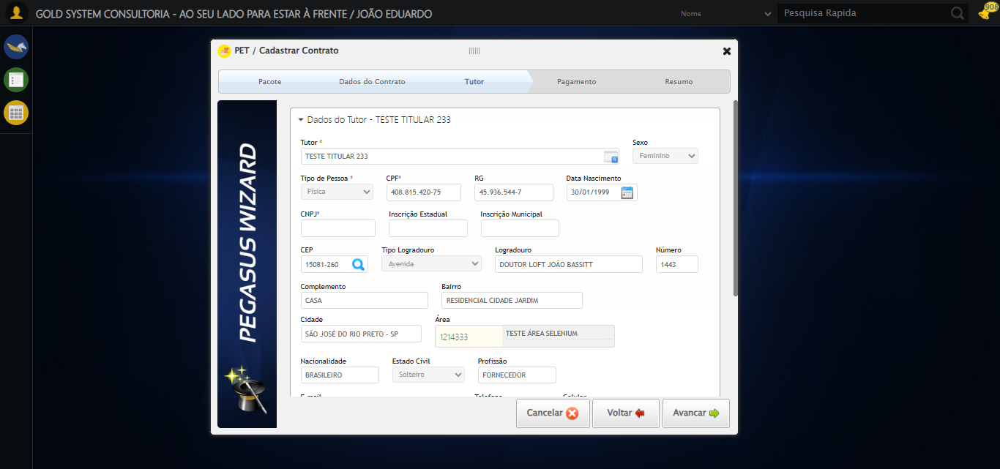 GOLD SYSTEM CONSULTORIA - AO SEU LADO PARA ESTAR À FRENTE / JOÃO EDUARDO
Nome
Pesquisa Rapida
908
PET / Cadastrar Contrato
Pacote
Dados do Contrato
Tutor
Pagamento
Resumo
PEGASUS WIZARD
Dados do Tutor - TESTE TITULAR 233
Tutor * Sexo
TESTE TITULAR 233 Feminino
Tipo de Pessoa * CPF* RG Data Nascimento
Física 408.815.420-75 45.936.544-7 30/01/1999
CNPJ* Inscrição Estadual Inscrição Municipal
CEP Tipo Logradouro Logradouro Número
15081-260 Avenida DOUTOR LOFT JOÃO BASSITT 1443
Complemento Bairro
CASA RESIDENCIAL CIDADE JARDIM
Cidade Área
SÃO JOSÉ DO RIO PRETO - SP 1214333 TESTE ÁREA SELENIUM
Nacionalidade Estado Civil Profissão
BRASILEIRO Solteiro FORNECEDOR
E-mail Telefone Celular
Cancelar Voltar Avancar